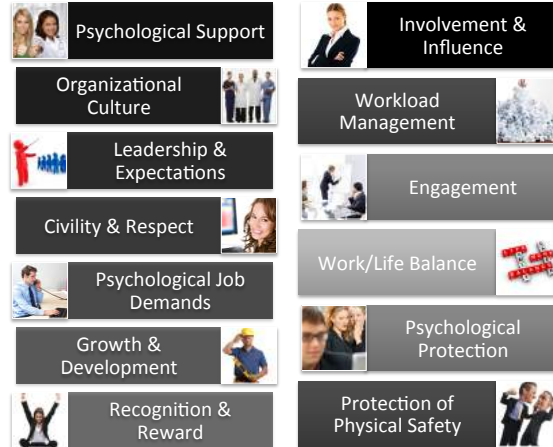 Psychological Support
Organizational
Culture
Leadership &
Expectations
Civility & Respect
Psychological Job
Demands
Growth &
Development
Recognition &
Reward
Involvement &
Influence
Workload
Management
Engagement
Work/Life Balance
Psychological
Protection
Protection of
Physical Safety